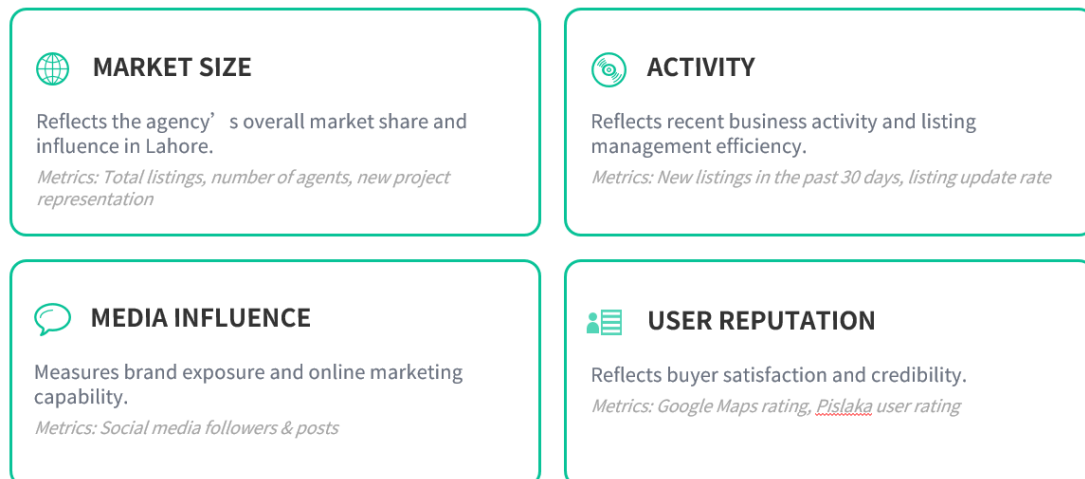 MARKET SIZE
Reflects the agency’ s overall market share and
influence in Lahore.
Metrics: Total listings, number of agents, new project
representation
ACTIVITY
Reflects recent business activity and listing
management efficiency.
Metrics: New listings in the past 30 days, listing update rate
MEDIA INFLUENCE
Measures brand exposure and online marketing
capability.
Metrics: Social media followers & posts
USER REPUTATION
Reflects buyer satisfaction and credibility.
Metrics: Google Maps rating, Pislaka user rating